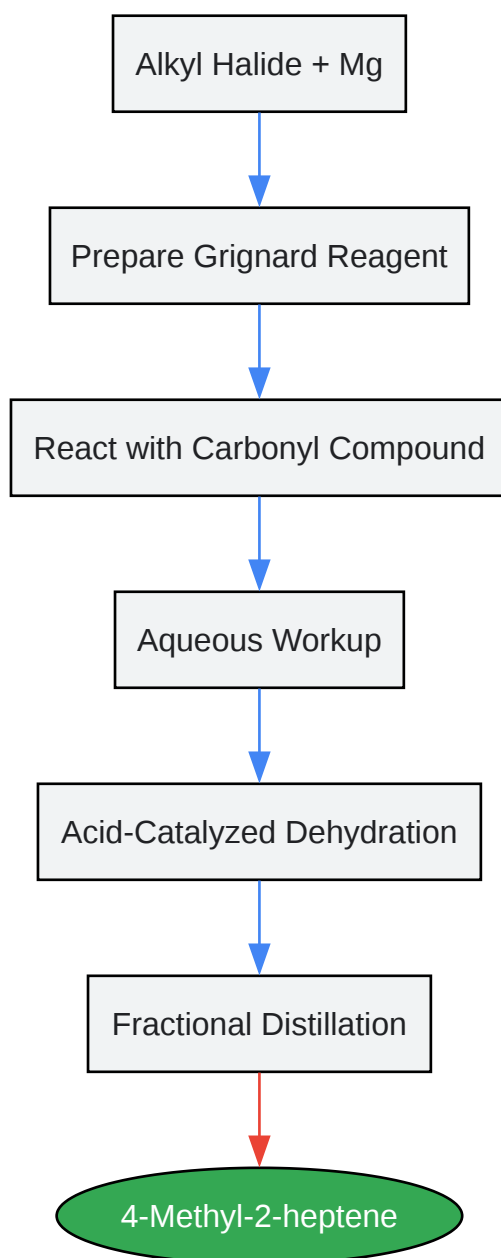 Alkyl Halide + Mg
Prepare Grignard Reagent
React with Carbonyl Compound
Aqueous Workup
Acid-Catalyzed Dehydration
Fractional Distillation
4-Methyl-2-heptene